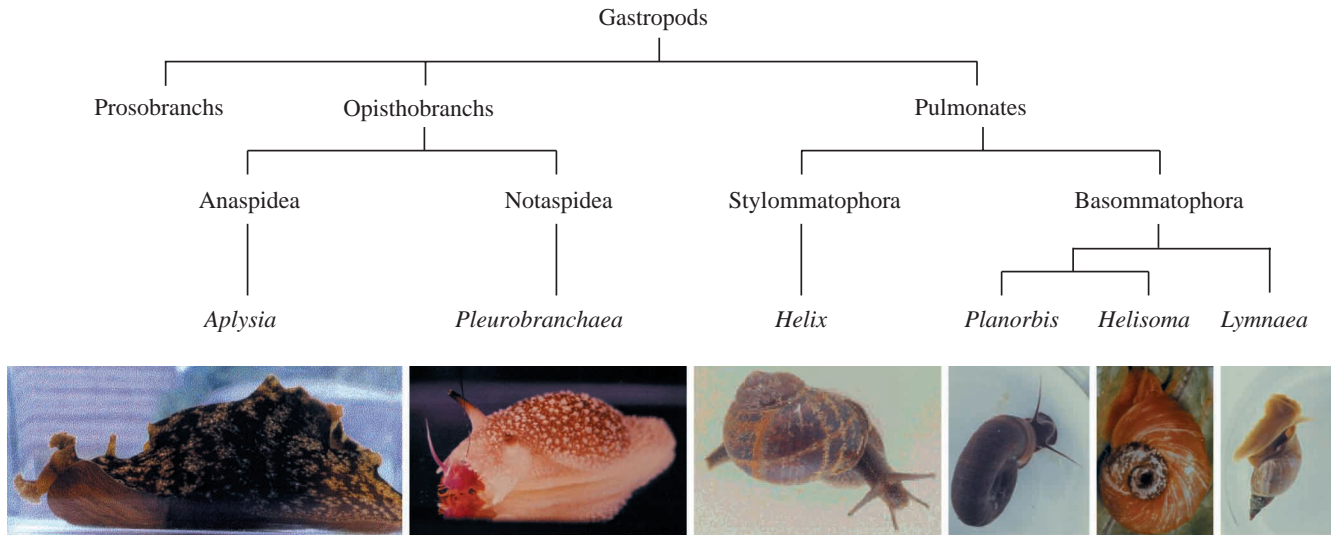 Gastropods
Prosobranchs Opisthobranchs Pulmonates
Anaspidea Notaspidea Stylommatophora Basommatophora
Aplysia Pleurobranchaea Helix Planorbis Helisoma Lymnaea